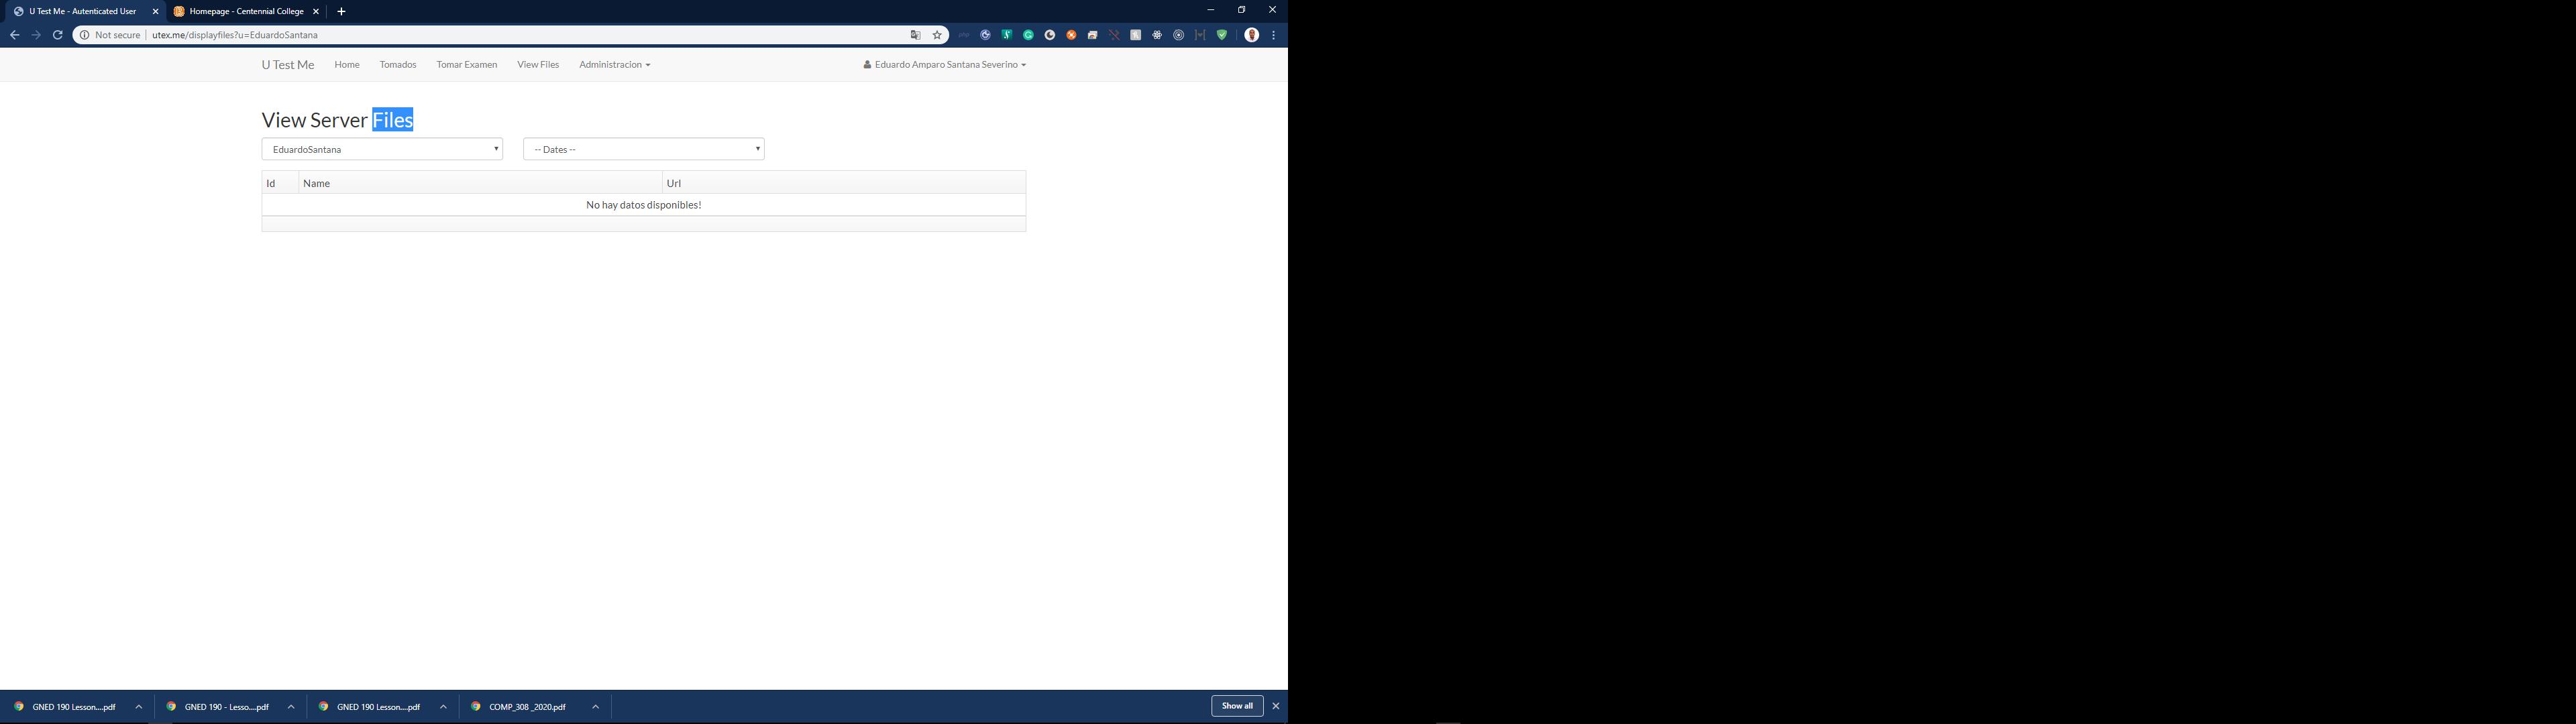 U Test Me - Autenticated User
Homepage - Centennial College
Not secure
utex.me/displayfiles?u=EduardoSantana
U Test Me
Home
Tomados
Tomar Examen
View Files
Administracion
Eduardo Amparo Santana Severino
View Server Files
EduardoSantana
-- Dates --
Id
Name
Url
No hay datos disponibles!
GNED 190 Lesson....pdf
GNED 190 - Lesso....pdf
GNED 190 Lesson....pdf
COMP_308 _2020.pdf
Show all